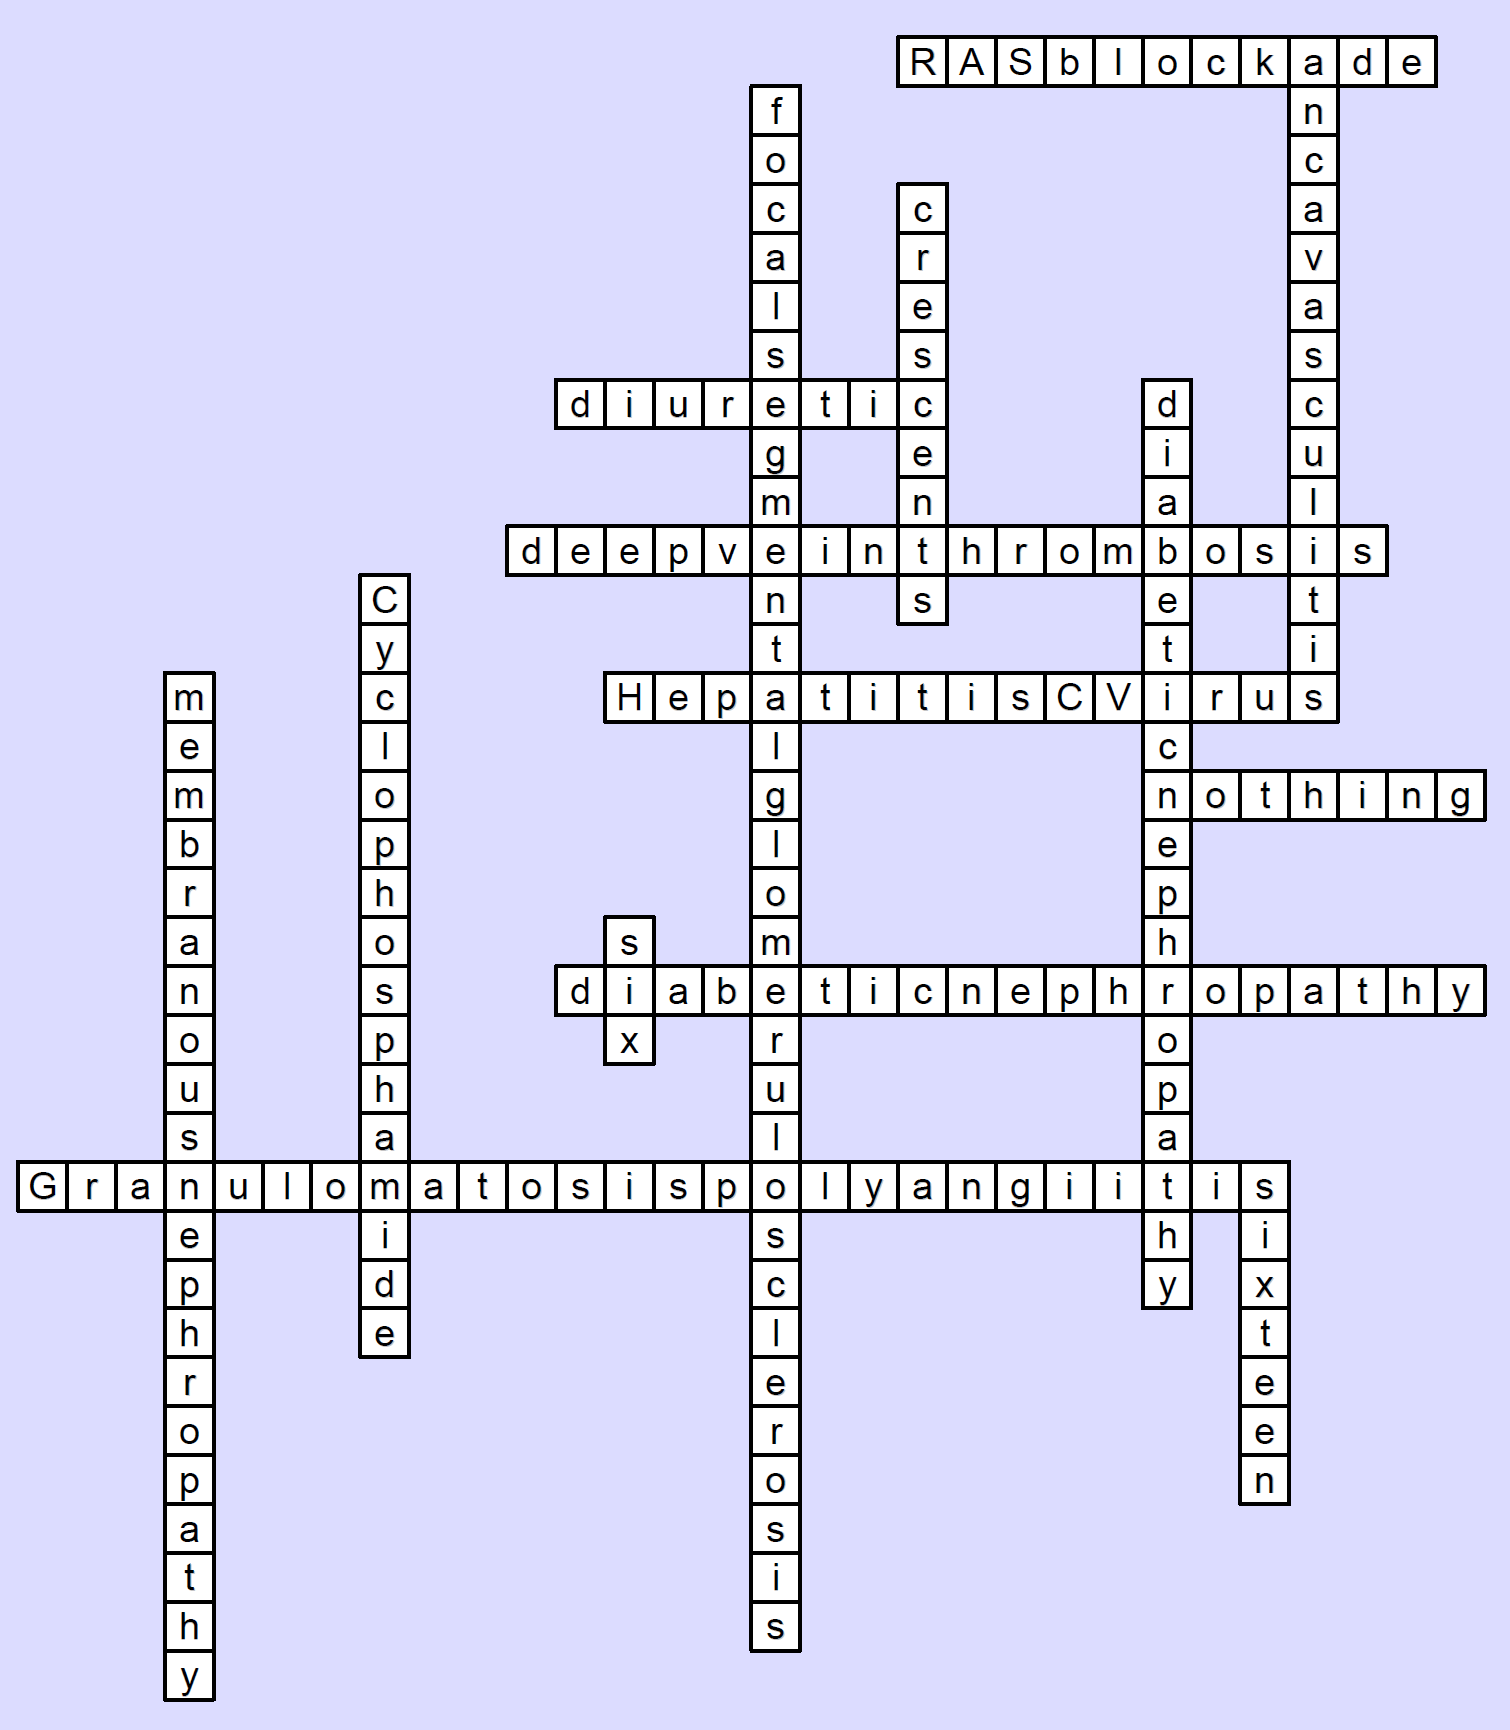 RASblockade
ancavasculitis
focalsegmentalglomerulosclerosis
crescents
diuretic
diabeticnephropathy
deepveinthrombosis
Cyclophosphamide
membranousnephropathy
HepatitisCVirus
nothing
six
diabeticnephropathy
Granulomatosispolyangiitis
sixteen